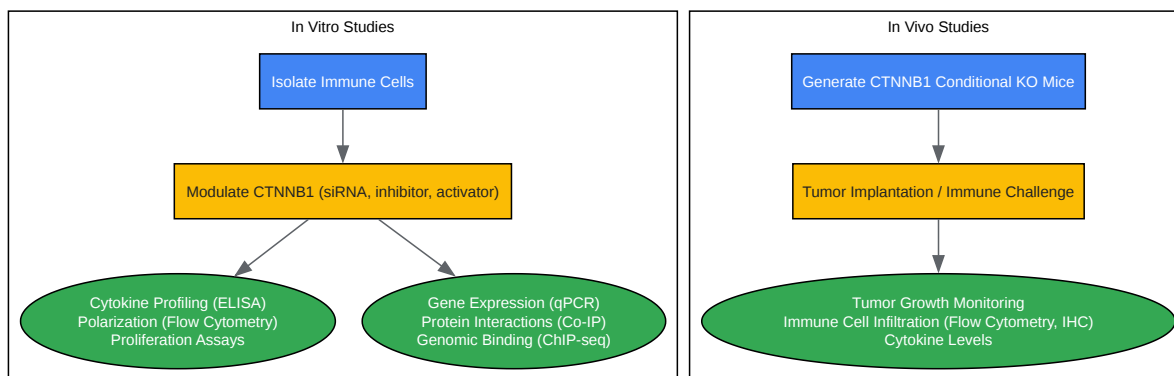 In Vitro Studies
Isolate Immune Cells
Modulate CTNNB1 (siRNA, inhibitor, activator)
Cytokine Profiling (ELISA)
Polarization (Flow Cytometry)
Proliferation Assays
Gene Expression (qPCR)
Protein Interactions (Co-IP)
Genomic Binding (ChIP-seq)
In Vivo Studies
Generate CTNNB1 Conditional KO Mice
Tumor Implantation / Immune Challenge
Tumor Growth Monitoring
Immune Cell Infiltration (Flow Cytometry, IHC)
Cytokine Levels